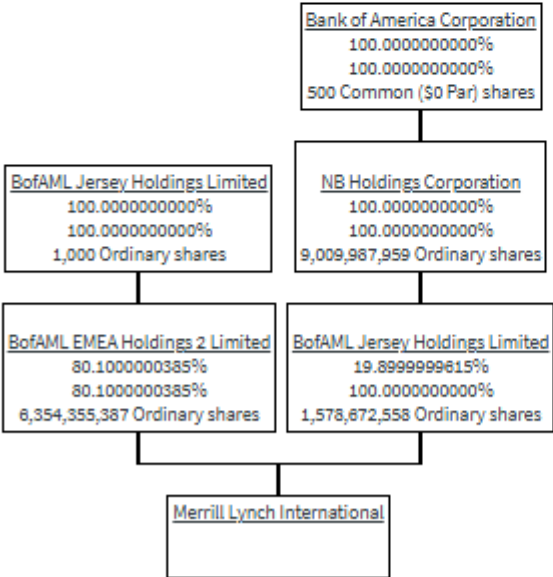 Bank of America Corporation
100.0000000000%
100.0000000000%
500 Common ($0 Par) shares
BofAML Jersey Holdings Limited
100.0000000000%
100.0000000000%
1,000 Ordinary shares
NB Holdings Corporation
100.0000000000%
100.0000000000%
9,009,987,959 Ordinary shares
BofAML EMEA Holdings 2 Limited
80.1000000385%
80.1000000385%
6,354,355,387 Ordinary shares
BofAML Jersey Holdings Limited
19.8999999615%
100.0000000000%
1,578,672,558 Ordinary shares
Merrill Lynch International